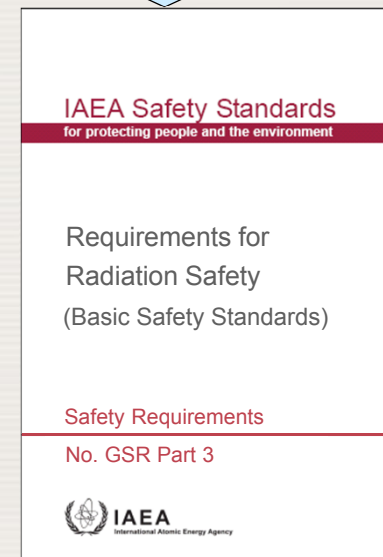 IAEA Safety Standards
for protecting people and the environment
Requirements for
Radiation Safety
(Basic Safety Standards)
Safety Requirements
No. GSR Part 3
IAEA
International Atomic Energy Agency